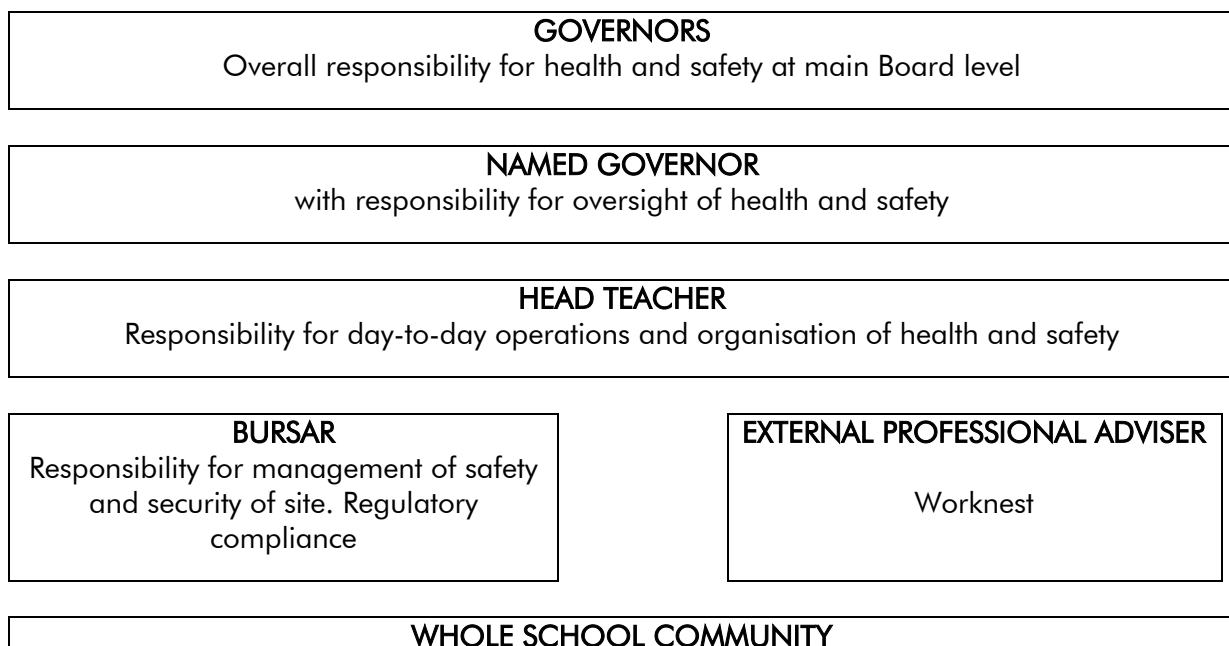 GOVERNORS
Overall responsibility for health and safety at main Board level
NAMED GOVERNOR
with responsibility for oversight of health and safety
HEAD TEACHER
Responsibility for day-to-day operations and organisation of health and safety
BURSAR
Responsibility for management of safety
and security of site. Regulatory
compliance
EXTERNAL PROFESSIONAL ADVISER
Worknest
WHOLE SCHOOL COMMUNITY